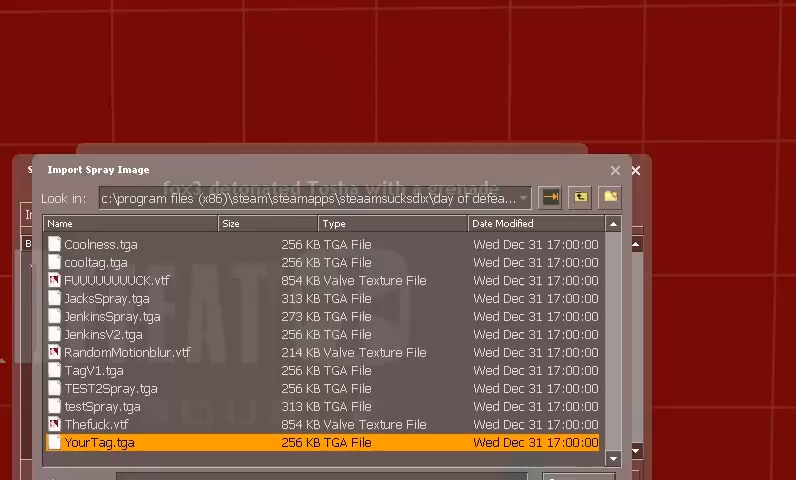 Import Spray Image
fox3 detonated Tosha with a grenade
Look in: c:\program files (x86)\steam\steamapps\steaamsucksdix\day of defea...
Name Size Type Date Modified
Coolness.tga 256 KB TGA File Wed Dec 31 17:00:00
cooltag.tga 256 KB TGA File Wed Dec 31 17:00:00
FUUUUUUUUCK.vtf 854 KB Valve Texture File Wed Dec 31 17:00:00
JacksSpray.tga 313 KB TGA File Wed Dec 31 17:00:00
JenkinsSpray.tga 273 KB TGA File Wed Dec 31 17:00:00
JenkinsV2.tga 256 KB TGA File Wed Dec 31 17:00:00
RandomMotionblur.vtf 214 KB Valve Texture File Wed Dec 31 17:00:00
TagV1.tga 256 KB TGA File Wed Dec 31 17:00:00
TEST2Spray.tga 256 KB TGA File Wed Dec 31 17:00:00
testSpray.tga 313 KB TGA File Wed Dec 31 17:00:00
Thefuck.vtf 854 KB Valve Texture File Wed Dec 31 17:00:00
YourTag.tga 256 KB TGA File Wed Dec 31 17:00:00